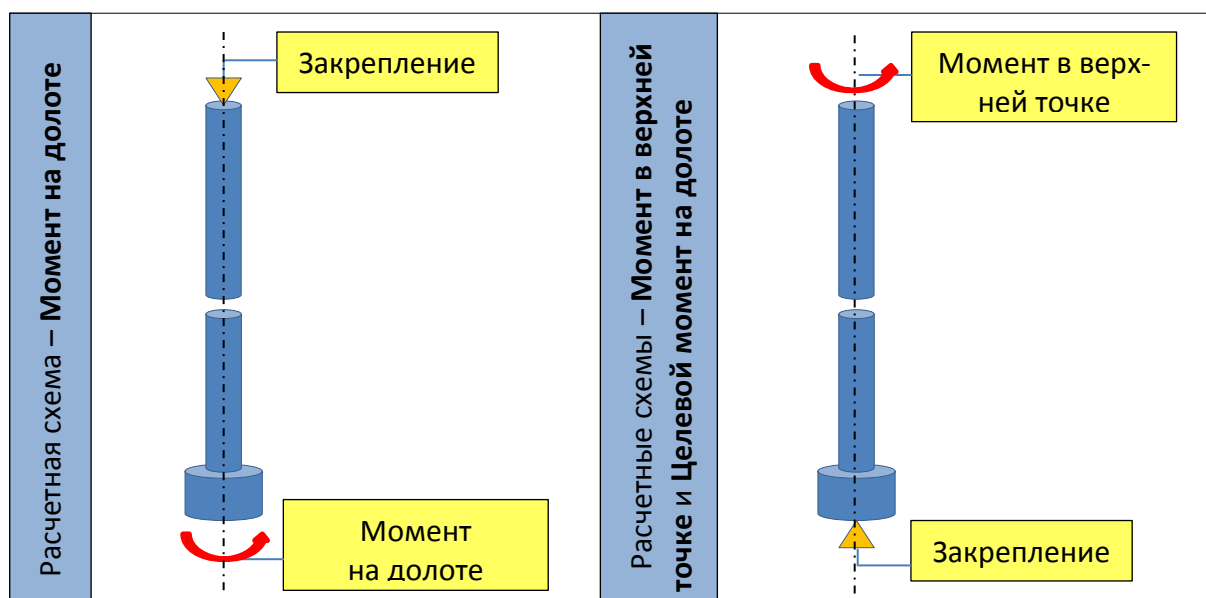 Расчетная схема – Момент на долоте
Закрепление
Момент
на долоте
Расчетные схемы – Момент в верхней
точке и Целевой момент на долоте
Момент в верх-
ней точке
Закрепление